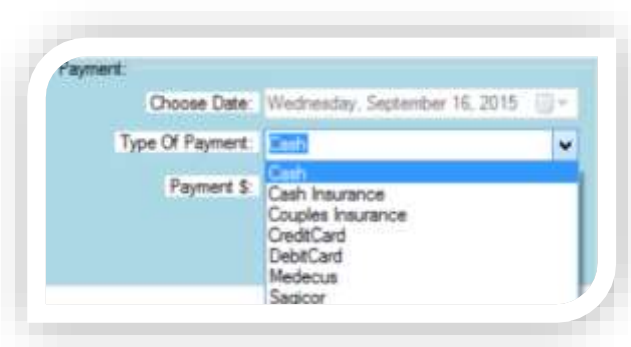 Payment:
Choose Date: Wednesday, September 16, 2015
Type Of Payment: Cash
Payment $:
Cash
Cash Insurance
Couples Insurance
CreditCard
DebitCard
Medecus
Sagicor